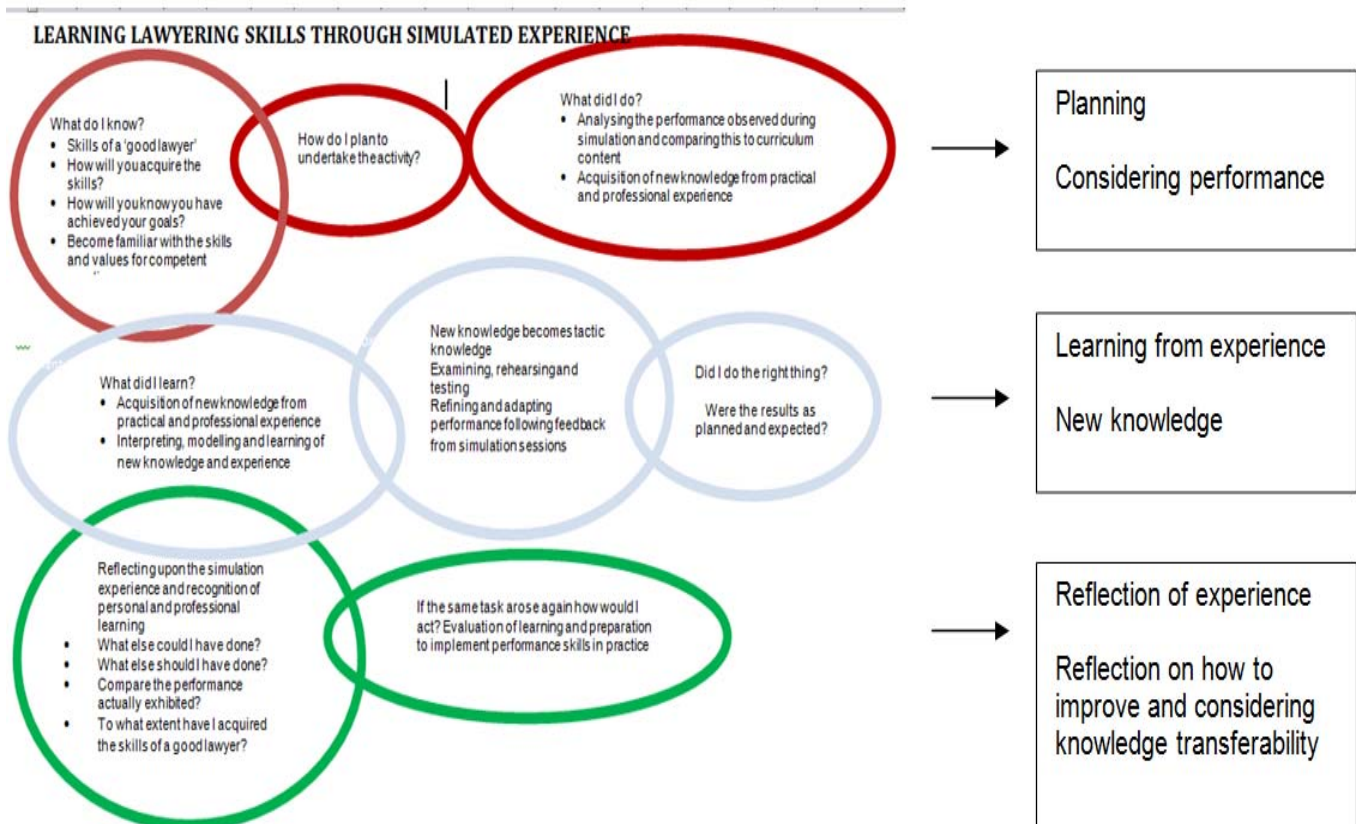 LEARNING LAWYERING SKILLS THROUGH SIMULATED EXPERIENCE
What do I know?
• Skills of a 'good lawyer'
• How will you acquire the
skills?
• How will you know you have
achieved your goals?
• Become familiar with the skills
and values for competent
How do I plan to
undertake the activity?
What did I do?
• Analysing the performance observed during
simulation and comparing this to curriculum
content
• Acquisition of new knowledge from practical
and professional experience
Planning
Considering performance
What did I learn?
• Acquisition of new knowledge from
practical and professional experience
• Interpreting, modelling and learning of
new knowledge and experience
New knowledge becomes tactic
knowledge
Examining, rehearsing and
testing
Refining and adapting
performance following feedback
from simulation sessions
Did I do the right thing?
Were the results as
planned and expected?
Learning from experience
New knowledge
Reflecting upon the simulation
experience and recognition of
personal and professional
learning
• What else could I have done?
• What else should I have done?
• Compare the performance
actually exhibited?
• To what extent have I acquired
the skills of a good lawyer?
If the same task arose again how would I
act? Evaluation of learning and preparation
to implement performance skills in practice
Reflection of experience
Reflection on how to
improve and considering
knowledge transferability